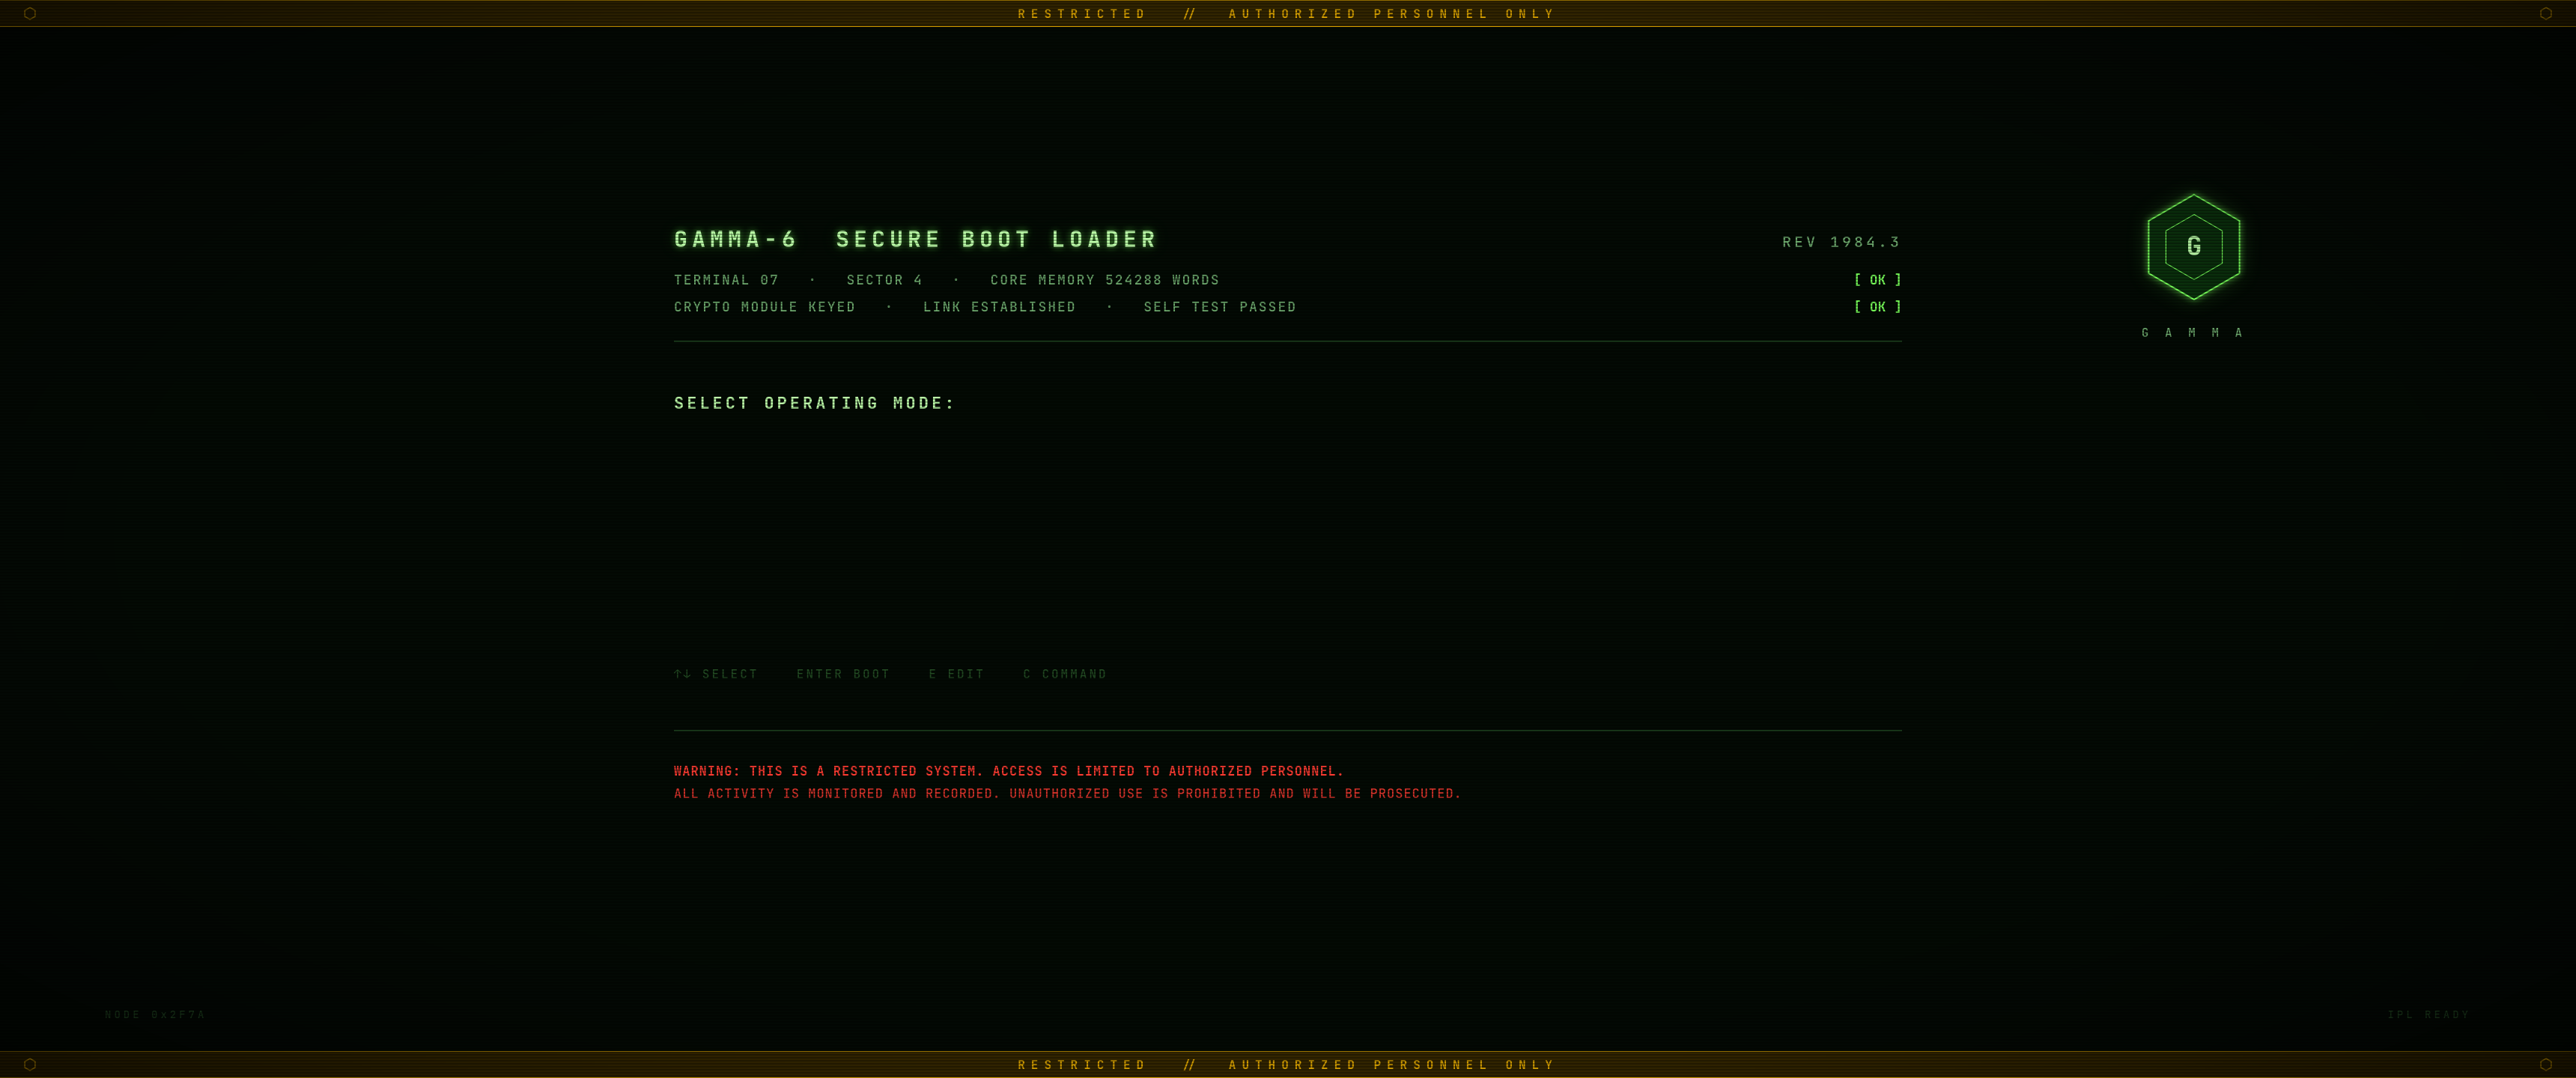 RESTRICTED // AUTHORIZED PERSONNEL ONLY
GAMMA-6 SECURE BOOT LOADER REV 1984.3
TERMINAL 07 · SECTOR 4 · CORE MEMORY 524288 WORDS [ OK ]
CRYPTO MODULE KEYED · LINK ESTABLISHED · SELF TEST PASSED [ OK ]
G
GAMMA
SELECT OPERATING MODE:
↑↓ SELECT ENTER BOOT E EDIT C COMMAND
WARNING: THIS IS A RESTRICTED SYSTEM. ACCESS IS LIMITED TO AUTHORIZED PERSONNEL.
ALL ACTIVITY IS MONITORED AND RECORDED. UNAUTHORIZED USE IS PROHIBITED AND WILL BE PROSECUTED.
NODE 0x2F7A IPL READY
RESTRICTED // AUTHORIZED PERSONNEL ONLY